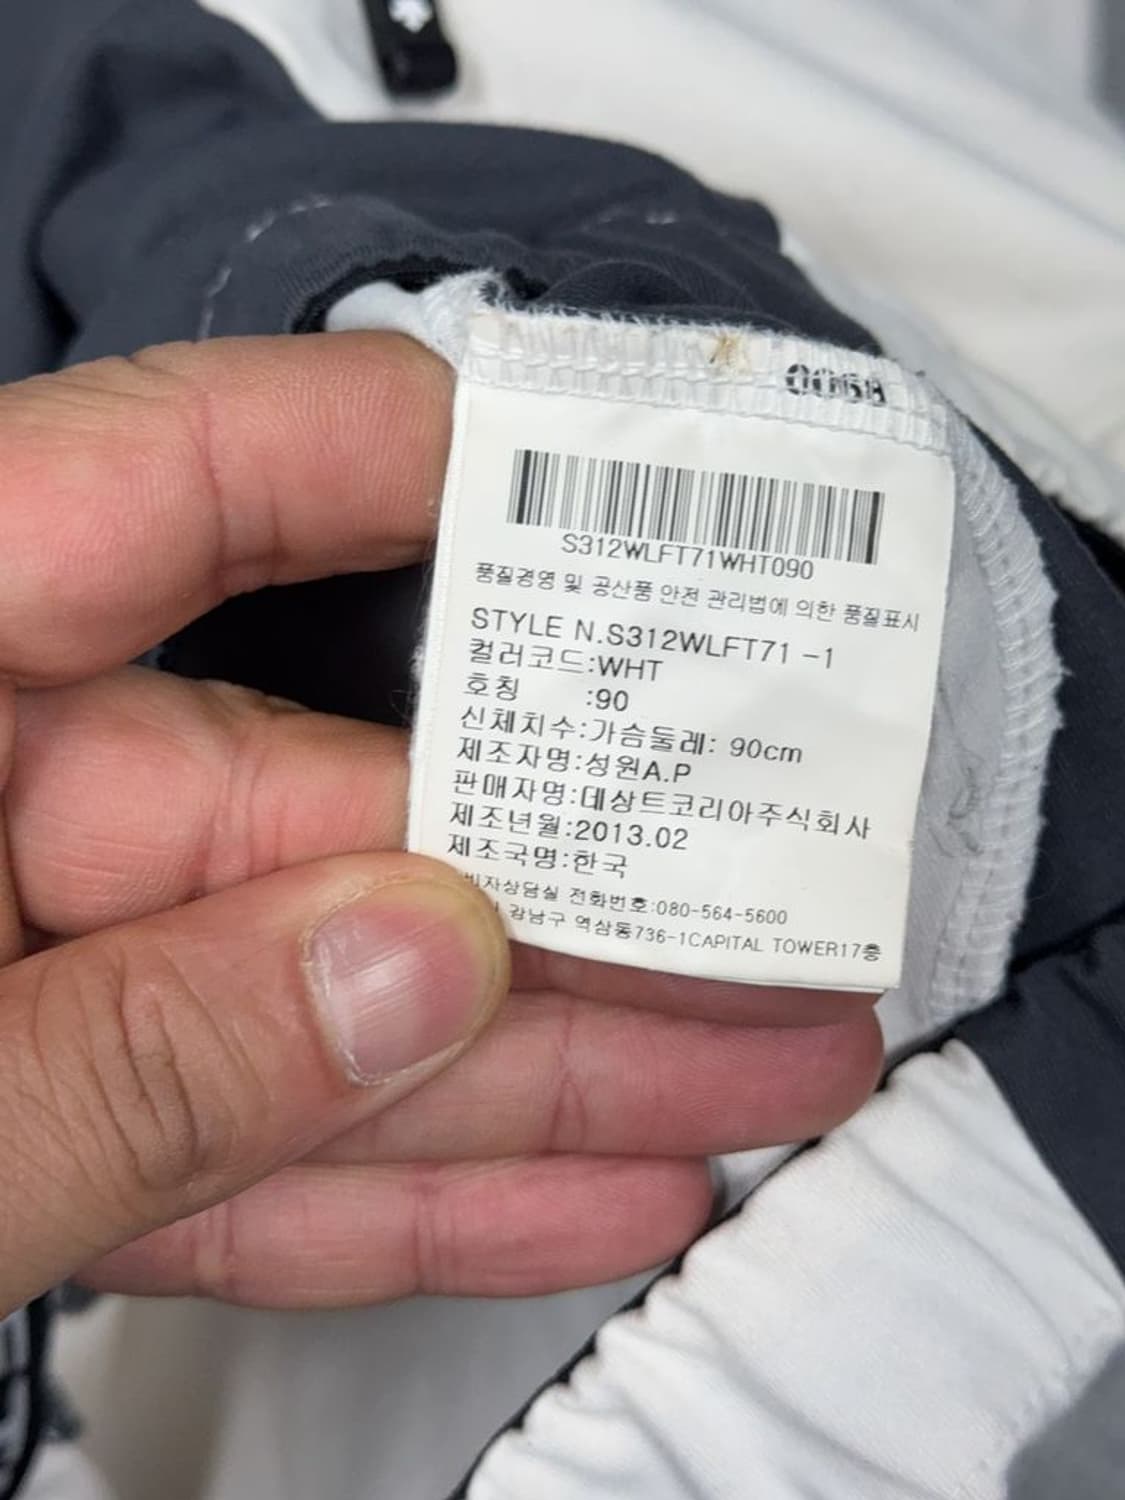 0068
S312WLFT71WHT090
품질경영 및 공산품 안전 관리법에 의한 품질표시
STYLE N.S312WLFT71 -1
컬러코드:WHT
호칭 :90
신체치수:가슴둘레: 90cm
제조자명:성원A.P
판매자명:데상트코리아주식회사
제조년월:2013.02
제조국명:한국
비자상담실 전화번호:080-564-5600
강남구 역삼동736-1CAPITAL TOWER17층